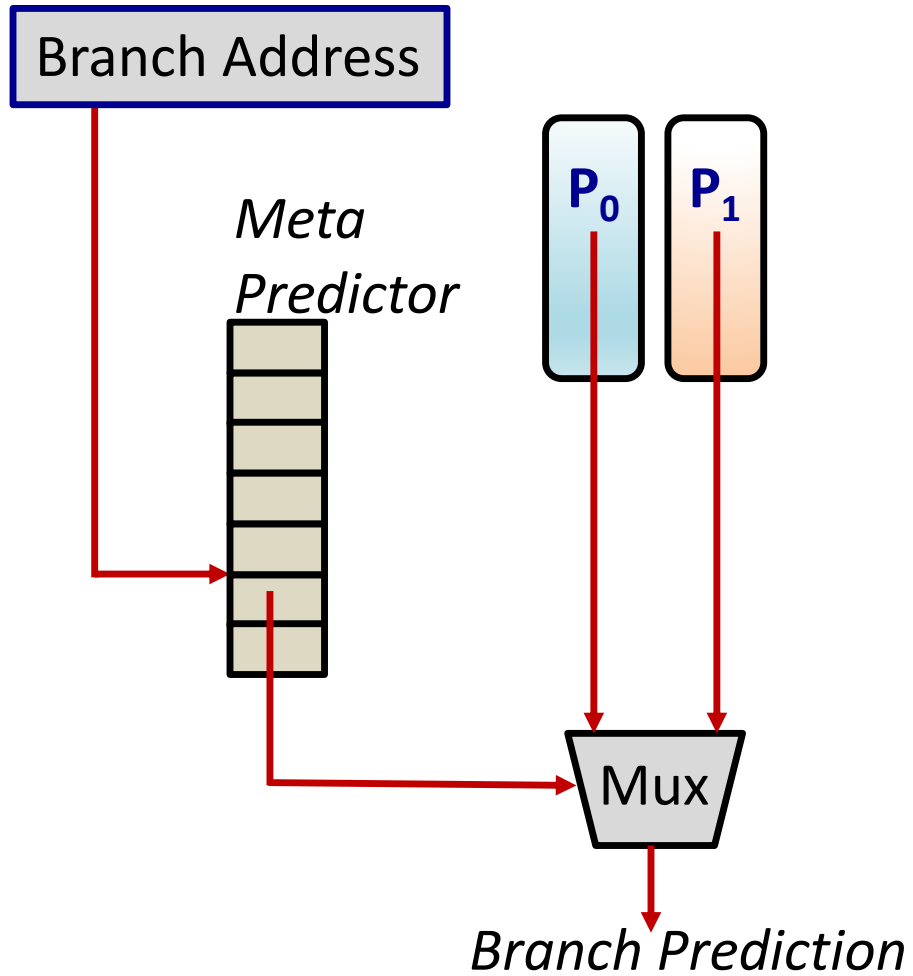 Branch Address
Meta
Predictor
P0
P1
Mux
Branch Prediction